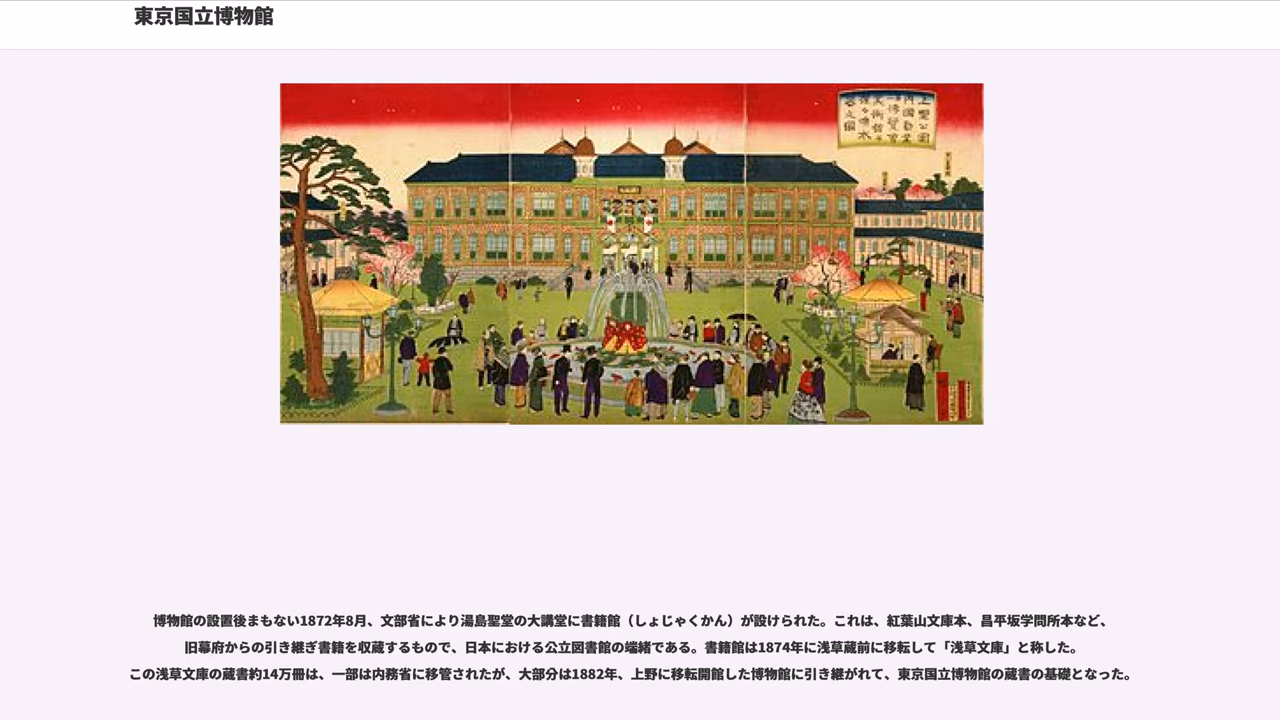 東京国立博物館
博物館の設置後まもない1872年8月、文部省により湯島聖堂の大講堂に書籍館（しょじゃくかん）が設けられた。これは、紅葉山文庫本、昌平坂学問所本など、
旧幕府からの引き継ぎ書籍を収蔵するもので、日本における公立図書館の端緒である。書籍館は1874年に浅草蔵前に移転して「浅草文庫」と称した。
この浅草文庫の蔵書約14万冊は、一部は内務省に移管されたが、大部分は1882年、上野に移転開館した博物館に引き継がれて、東京国立博物館の蔵書の基礎となった。